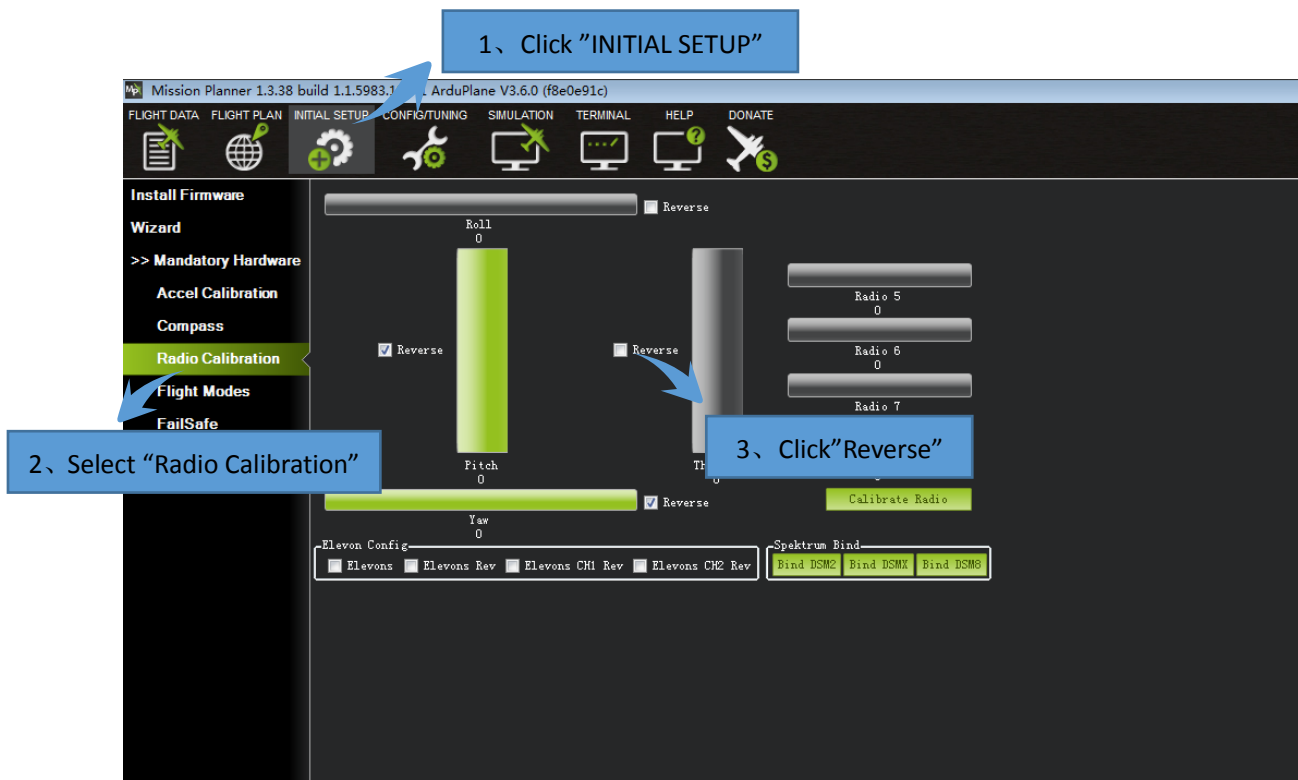 1、Click ”INITIAL SETUP”
Mission Planner 1.3.38 build 1.1.5983.1 ArduPlane V3.6.0 (f8e0e91c)
FLIGHT DATA FLIGHT PLAN INITIAL SETUP CONFIG/TUNING SIMULATION TERMINAL HELP DONATE
Install Firmware
Wizard
>> Mandatory Hardware
Accel Calibration
Compass
Radio Calibration
Flight Modes
FailSafe
2、Select “Radio Calibration”
Reverse
Roll
0
Reverse
Pitch
0
Reverse
0
3、Click”Reverse”
Radio 5
0
Radio 6
0
Radio 7
Calibrate Radio
Reverse
Yaw
0
Elevon Config
Elevons Elevons Rev Elevons CH1 Rev Elevons CH2 Rev
Spektrum Bind
Bind DSM2 Bind DSMX Bind DSM8